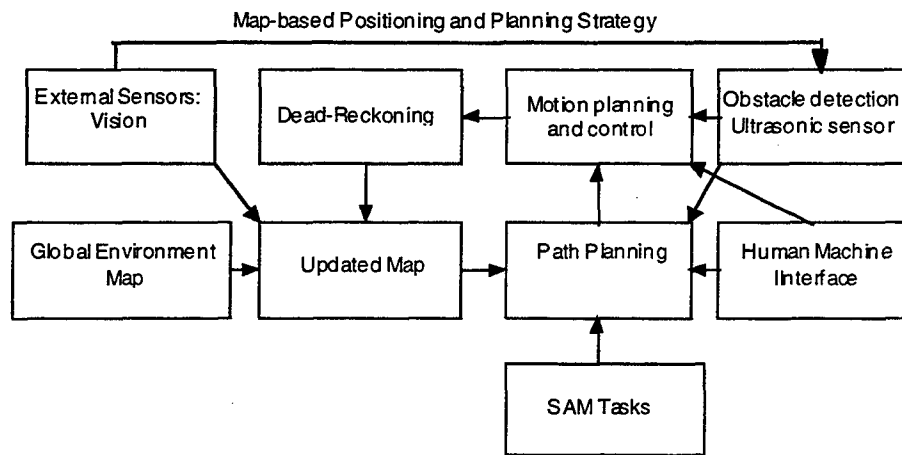 Map-based Positioning and Planning Strategy
External Sensors:
Vision
Dead-Reckoning
Motion planning
and control
Obstacle detection
Ultrasonic sensor
Global Environment
Map
Updated Map
Path Planning
Human Machine
IInterface
SAM Tasks